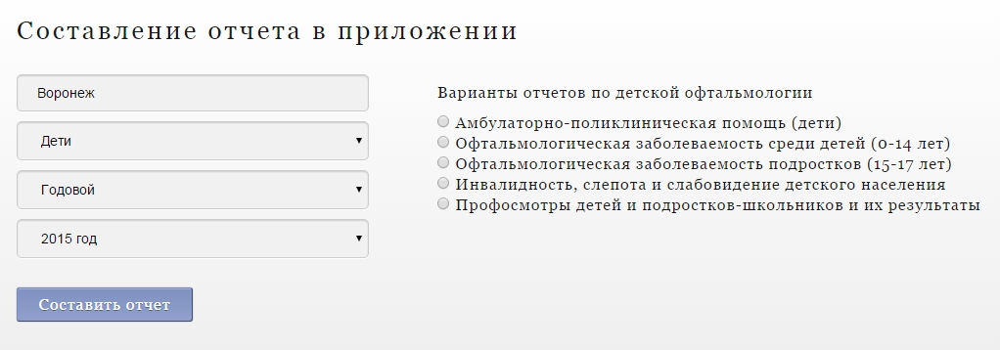 Составление отчета в приложении
Воронеж
Дети
Годовой
2015 год
Составить отчет
Варианты отчетов по детской офтальмологии
Амбулаторно-поликлиническая помощь (дети)
Офтальмологическая заболеваемость среди детей (0-14 лет)
Офтальмологическая заболеваемость подростков (15-17 лет)
Инвалидность, слепота и слабовидение детского населения
Профосмотры детей и подростков-школьников и их результаты